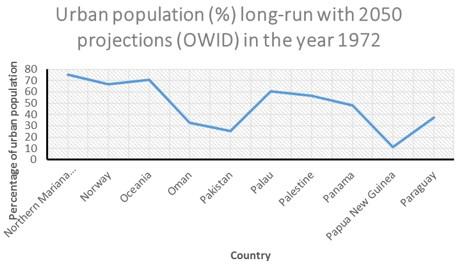 Urban population (%) long-run with 2050
projections (OWID) in the year 1972
Percentage of urban population
80
70
60
50
40
30
20
10
0
Northern Mariana...
Norway
Oceania
Oman
Pakistan
Palau
Palestine
Panama
Papua New Guinea
Paraguay
Country